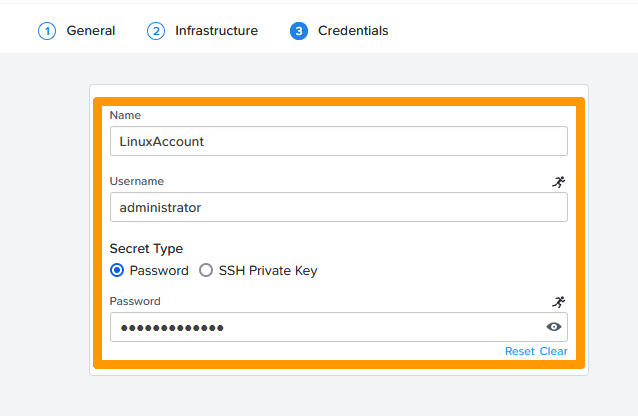 1 General 2 Infrastructure 3 Credentials
Name
LinuxAccount
Username
administrator
Secret Type
Password SSH Private Key
Password
•••••••••••••
Reset Clear